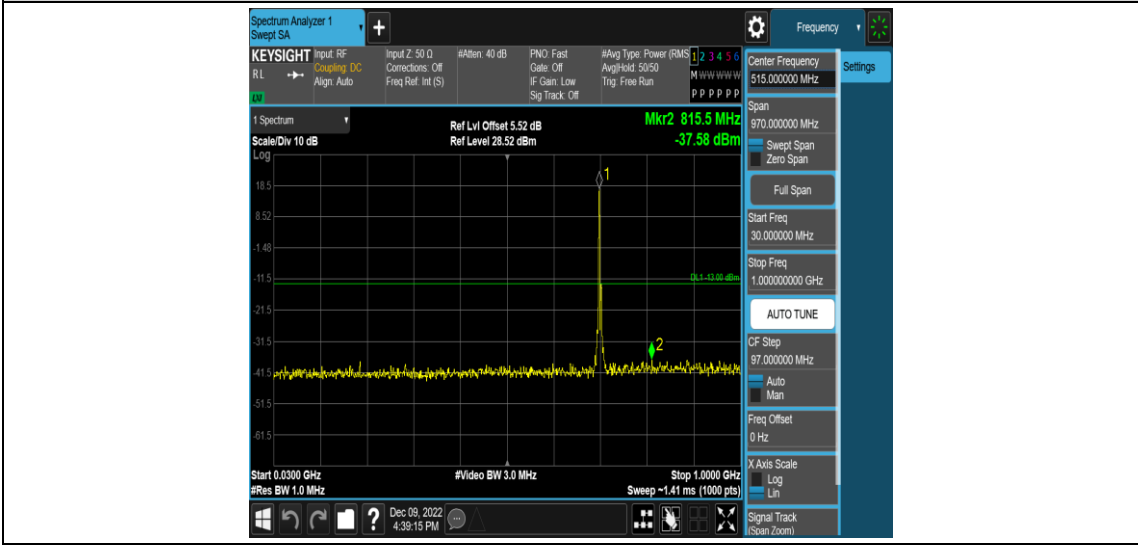 Spectrum Analyzer 1
Swept SA
Frequency
KEYSIGHT
RL
LM
Input: RF
Coupling: DC
Align: Auto
Input Z: 50 Ω
Corrections: Off
Freq Ref: Int (S)
#Atten: 40 dB
PNO: Fast
Gate: Off
IF Gain: Low
Sig Track: Off
#Avg Type: Power (RMS
Avg|Hold: 50/50
Trig: Free Run
1 2 3 4 5 6
M W W W W W
P P P P P P
1 Spectrum
Scale/Div 10 dB
Log
Ref Lvl Offset 5.52 dB
Ref Level 28.52 dBm
Mkr2 815.5 MHz
-37.58 dBm
1
18.5
8.52
-1.48
-11.5
DL1 -13.00 dBm
-21.5
-31.5
2
-41.5
-51.5
-61.5
Start 0.0300 GHz
#Video BW 3.0 MHz
Stop 1.0000 GHz
#Res BW 1.0 MHz
Sweep ~1.41 ms (1000 pts)
Center Frequency
515.000000 MHz
Settings
Span
970.000000 MHz
Swept Span
Zero Span
Full Span
Start Freq
30.000000 MHz
Stop Freq
1.000000000 GHz
AUTO TUNE
CF Step
97.000000 MHz
Auto
Man
Freq Offset
0 Hz
X Axis Scale
Log
Lin
Signal Track
(Span Zoom)
?
Dec 09, 2022
4:39:15 PM